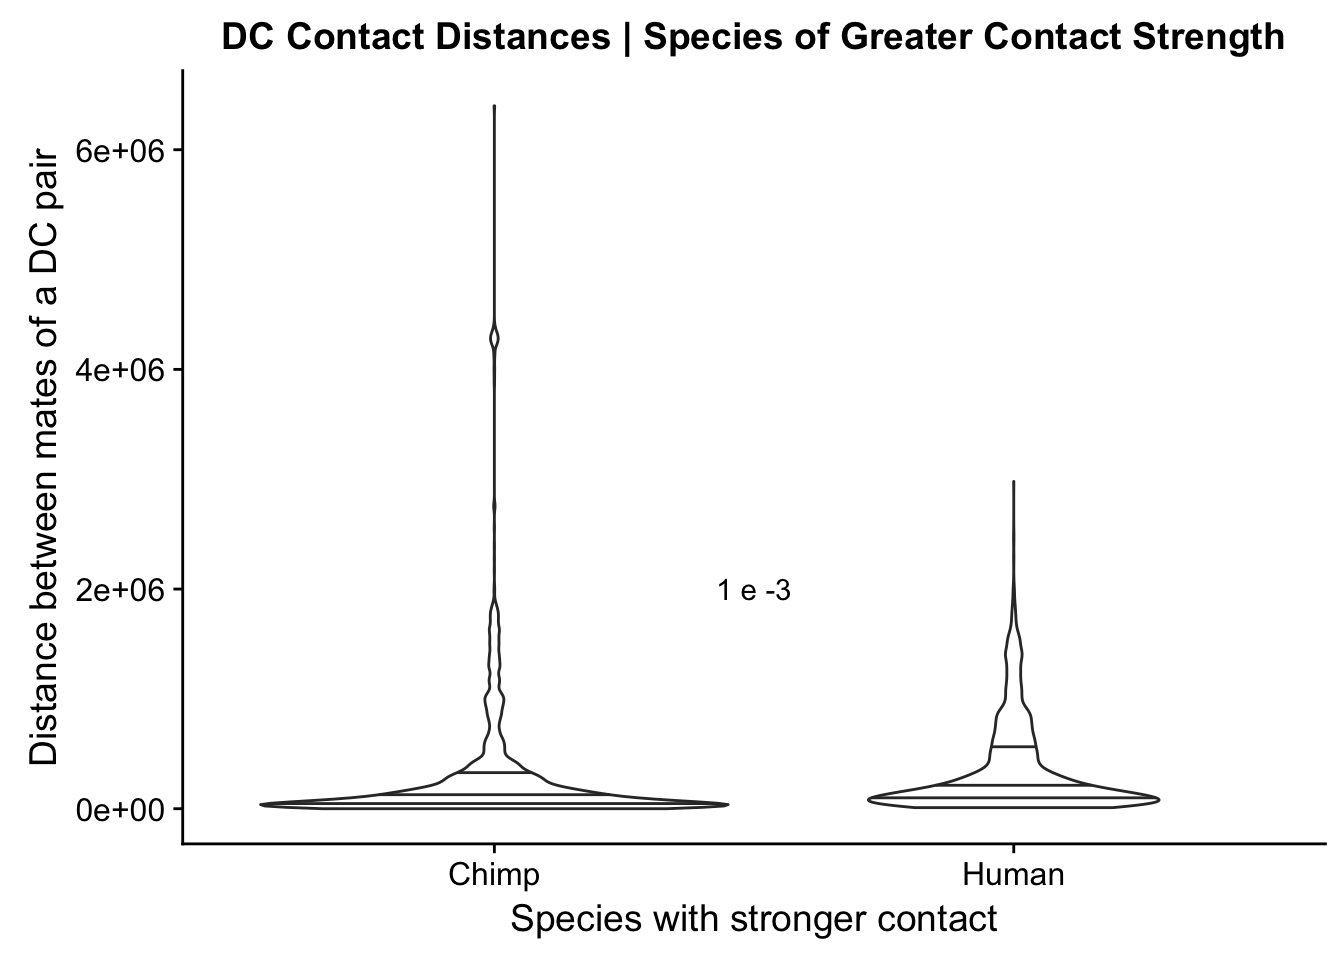 DC Contact Distances | Species of Greater Contact Strength
Distance between mates of a DC pair
6e+06
4e+06
2e+06
0e+00
1 e -3
Chimp
Human
Species with stronger contact